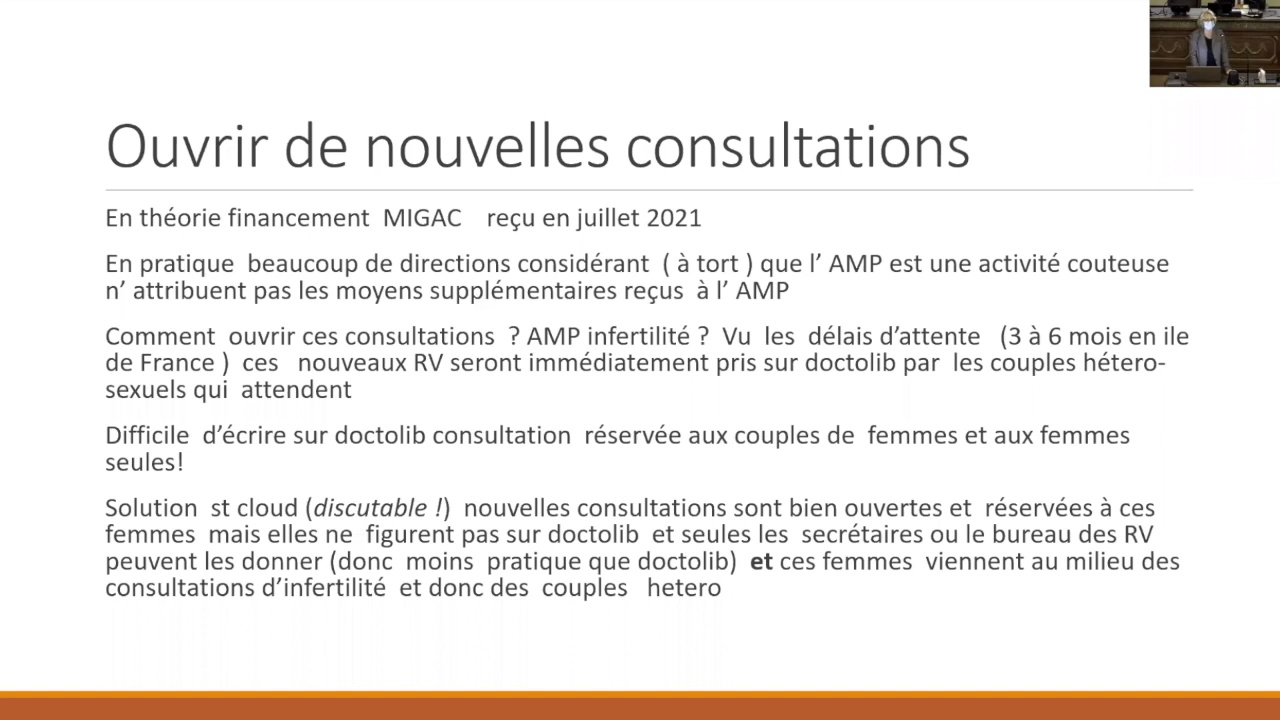 Ouvrir de nouvelles consultations
En théorie financement  MIGAC    reçu en juillet 2021
En pratique  beaucoup de directions considérant  ( à tort ) que l’ AMP est une activité couteuse
n’ attribuent pas les moyens supplémentaires reçus  à l’ AMP
Comment  ouvrir ces consultations  ? AMP infertilité ?  Vu  les  délais d’attente   (3 à 6 mois en ile
de France )  ces   nouveaux RV seront immédiatement pris sur doctolib par  les couples hétero-
sexuels qui  attendent
Difficile  d’écrire sur doctolib consultation  réservée aux couples de  femmes et aux femmes
seules!
Solution  st cloud (discutable !)  nouvelles consultations sont bien ouvertes et  réservées à ces
femmes  mais elles ne  figurent pas sur doctolib  et seules les  secrétaires ou le bureau des RV
peuvent les donner (donc  moins  pratique que doctolib)  et ces femmes  viennent au milieu des
consultations d’infertilité  et donc des  couples   hetero